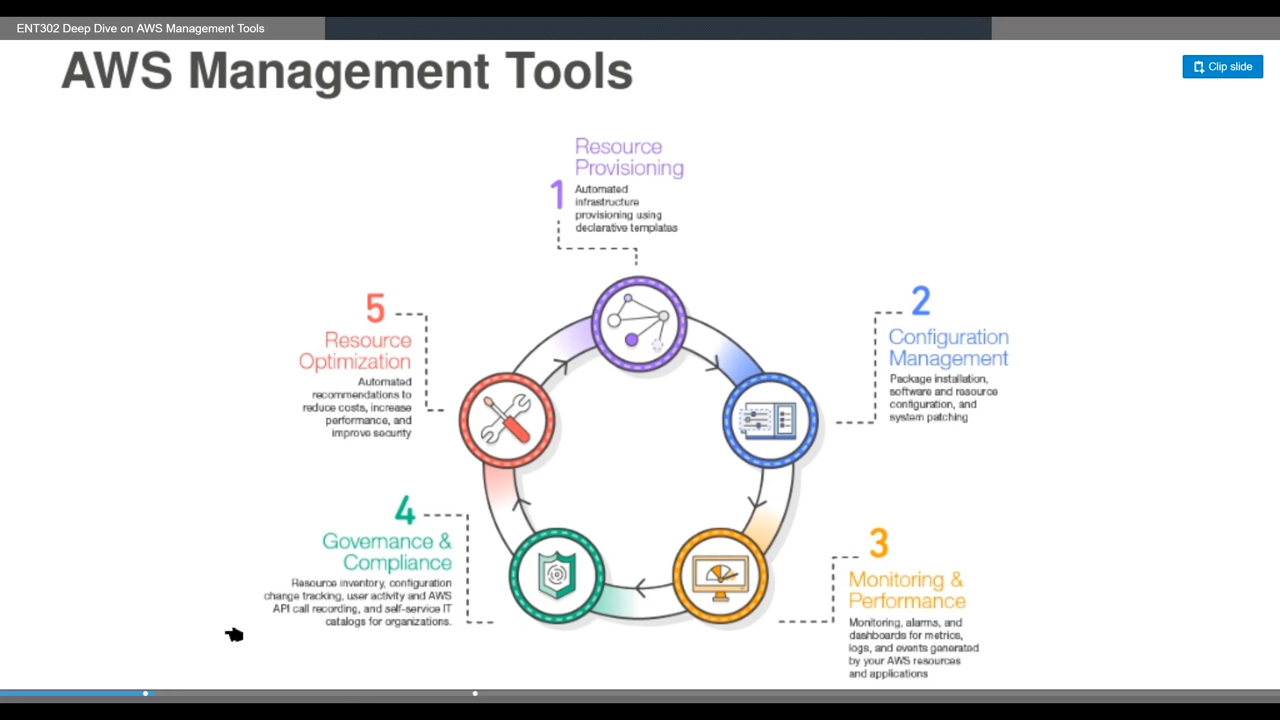 ENT302 Deep Dive on AWS Management Tools
AWS Management Tools
Clip slide
1
Resource
Provisioning
Automated
infrastructure
provisioning using
declarative templates
2
Configuration
Management
Package installation,
software and resource
configuration, and
system patching
3
Monitoring &
Performance
Monitoring, alarms, and
dashboards for metrics,
logs, and events generated
by your AWS resources
and applications
4
Governance &
Compliance
Resource inventory, configuration
change tracking, user activity and AWS
API call recording, and self-service IT
catalogs for organizations.
5
Resource
Optimization
Automated
recommendations to
reduce costs, increase
performance, and
improve security